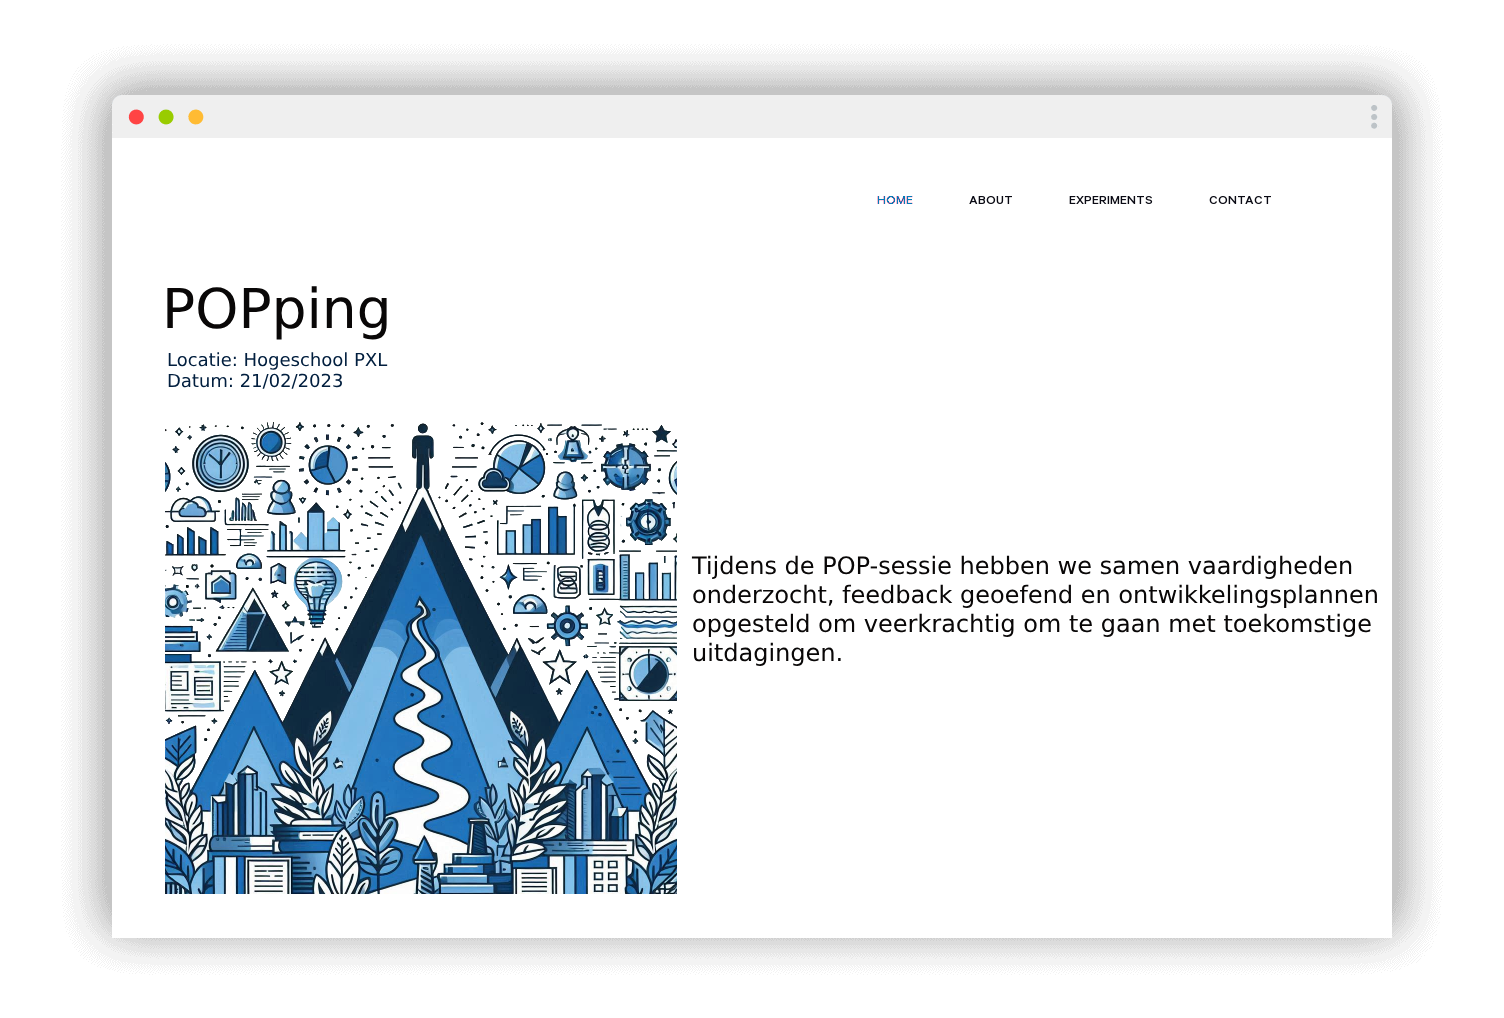 HOME ABOUT EXPERIMENTS CONTACT
POPping
Locatie: Hogeschool PXL
Datum: 21/02/2023
Tijdens de POP-sessie hebben we samen vaardigheden
onderzocht, feedback geoefend en ontwikkelingsplannen
opgesteld om veerkrachtig om te gaan met toekomstige
uitdagingen.